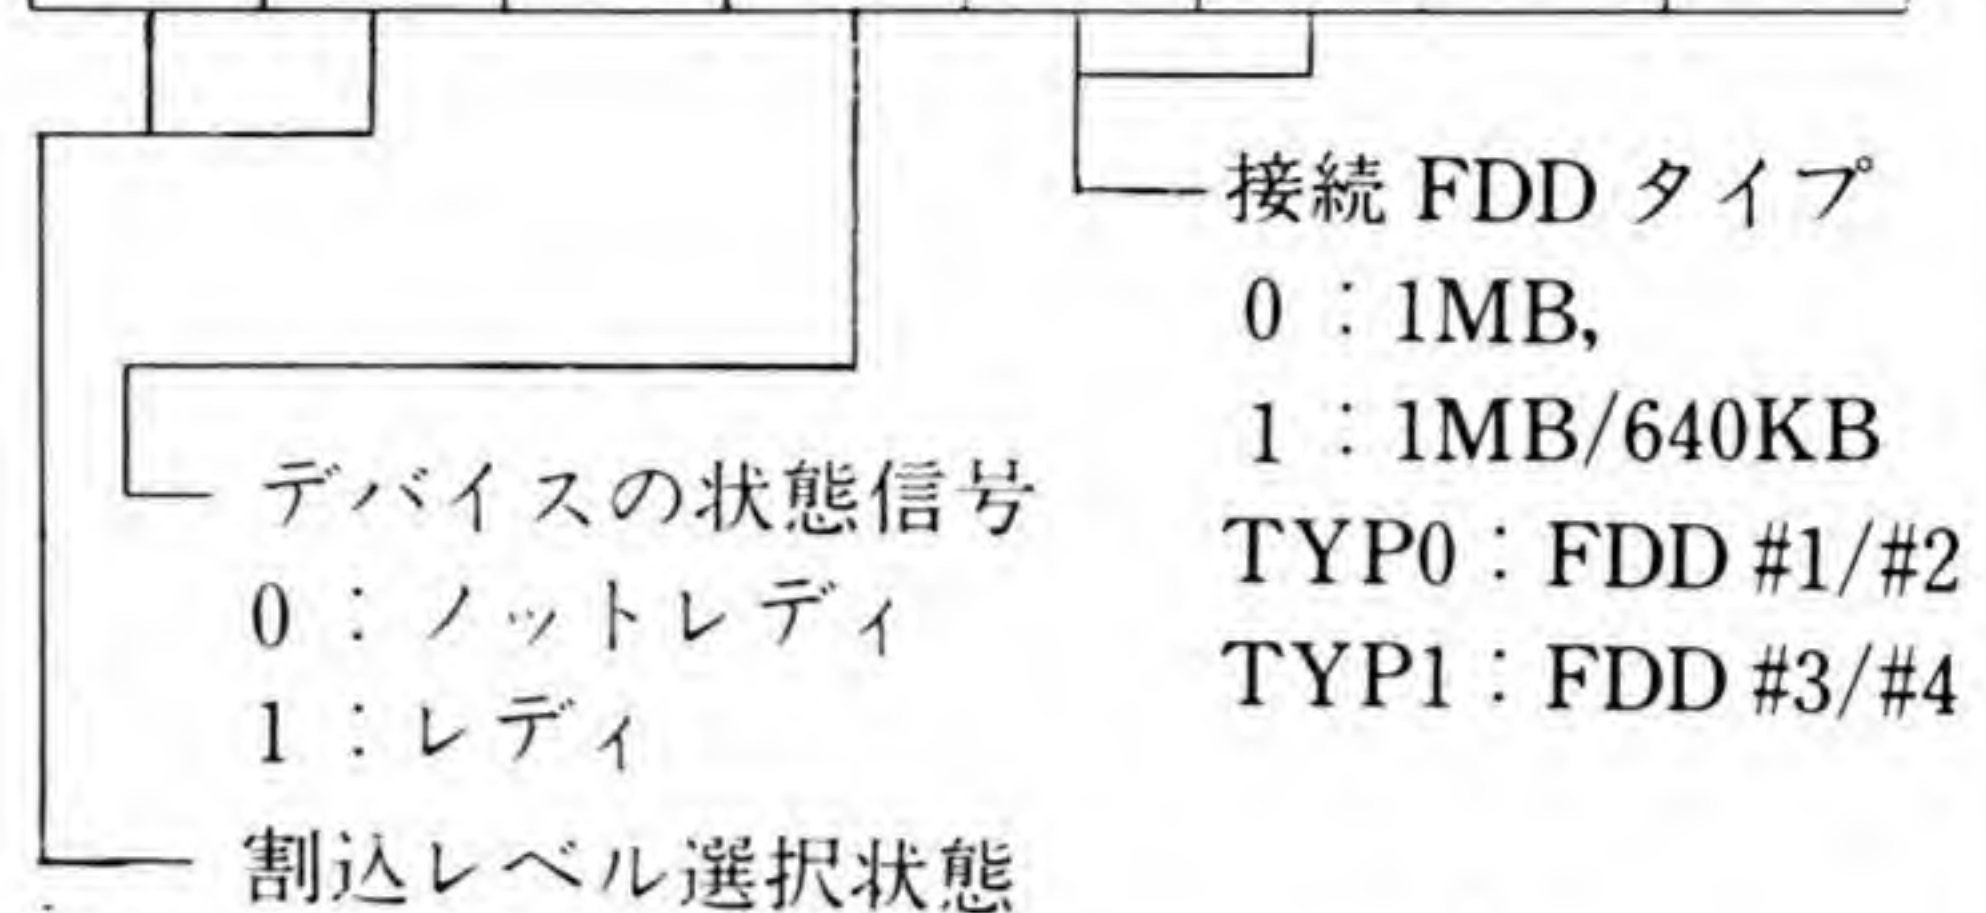 接続 FDD タイプ
0 : 1MB,
1 : 1MB/640KB
TYP0 : FDD #1/#2
TYP1 : FDD #3/#4
デバイスの状態信号
0 : ノットレディ
1 : レディ
割込レベル選択状態